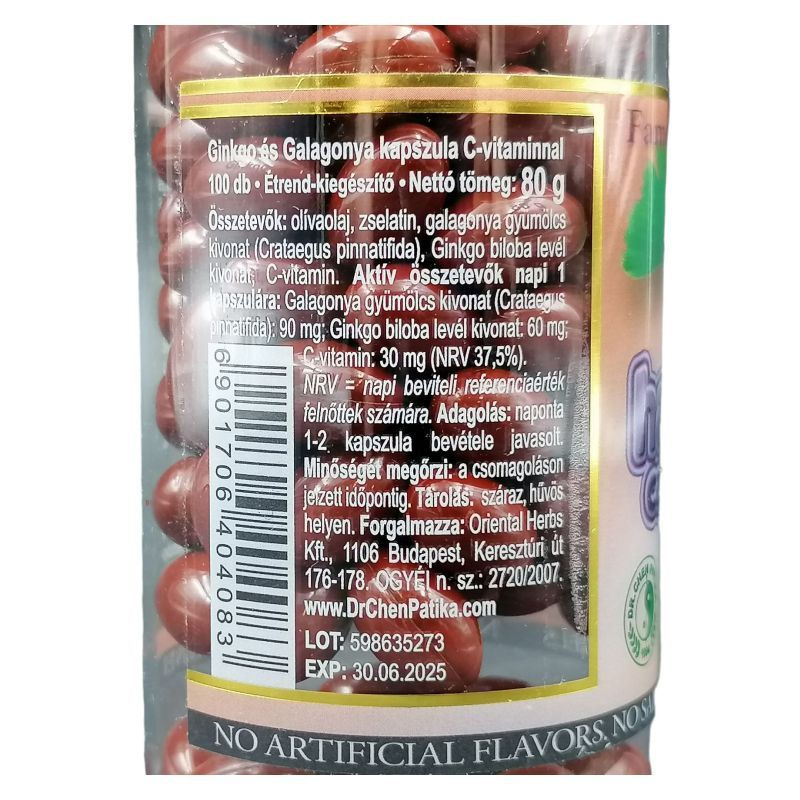 Ginkgo és Galagonya kapszula C-vitaminnal
100 db • Étrend-kiegészítő • Nettó tömeg: 80 g
Összetevők: olívaolaj, zselatin, galagonya gyümölcs
kivonat (Crataegus pinnatifida), Ginkgo biloba levél
kivonat, C-vitamin. Aktív összetevők napi 1
kapszulára: Galagonya gyümölcs kivonat (Crataegus
pinnatifida): 90 mg; Ginkgo biloba levél kivonat: 60 mg;
C-vitamin: 30 mg (NRV 37,5%).
NRV = napi beviteli referenciaérték
felnőttek számára. Adagolás: naponta
1-2 kapszula bevétele javasolt.
Minőségét megőrzi: a csomagoláson
jelzett időpontig. Tárolás: száraz, hűvös
helyen. Forgalmazza: Oriental Herbs
Kft., 1106 Budapest, Keresztúri út
176-178. OGYÉI n. sz.: 2720/2007.
www.DrChenPatika.com
LOT: 598635273
EXP: 30.06.2025
6901706404083
NO ARTIFICIAL FLAVORS, NO
DR. CHEN